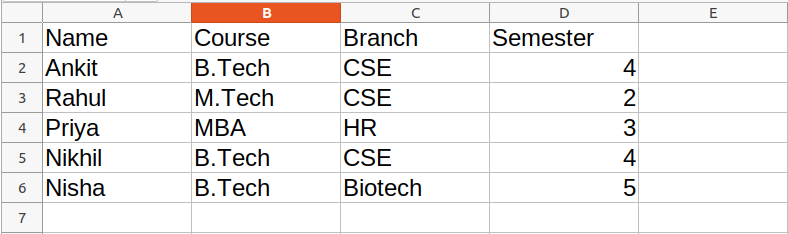 A B C D E
1 Name Course Branch Semester
2 Ankit B.Tech CSE 4
3 Rahul M.Tech CSE 2
4 Priya MBA HR 3
5 Nikhil B.Tech CSE 4
6 Nisha B.Tech Biotech 5
7